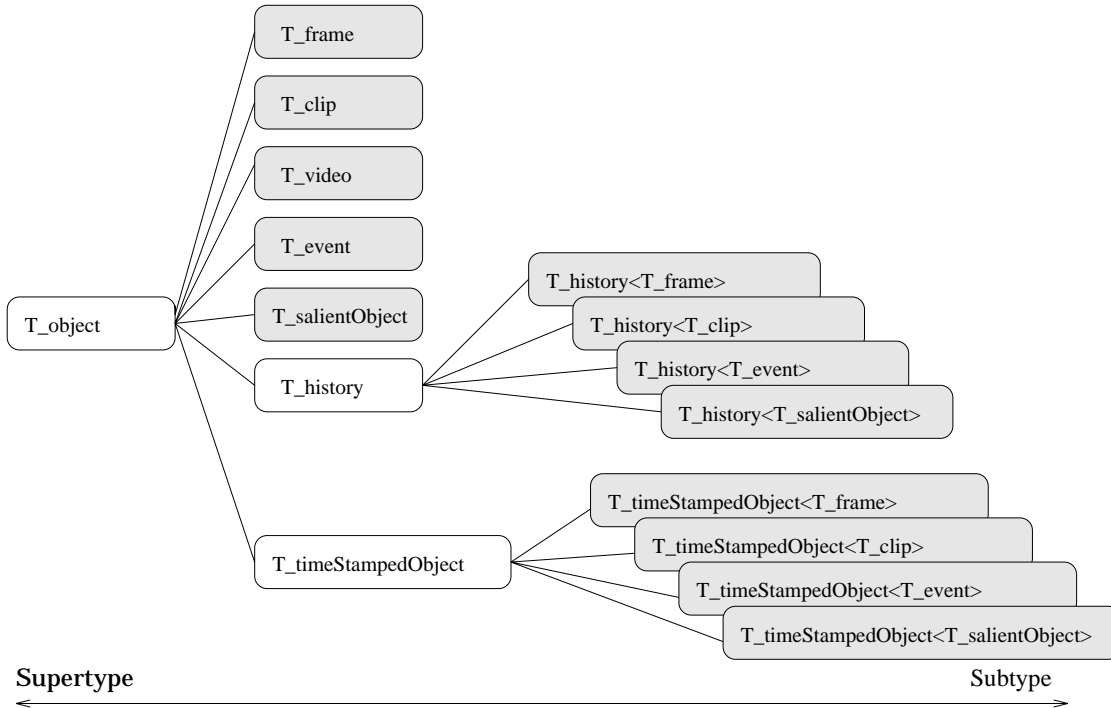 T_frame
T_clip
T_video
T_event
T_salientObject
T_object
T_history
T_history<T_frame>
T_history<T_clip>
T_history<T_event>
T_history<T_salientObject>
T_timeStampedObject
T_timeStampedObject<T_frame>
T_timeStampedObject<T_clip>
T_timeStampedObject<T_event>
T_timeStampedObject<T_salientObject>
Supertype
Subtype